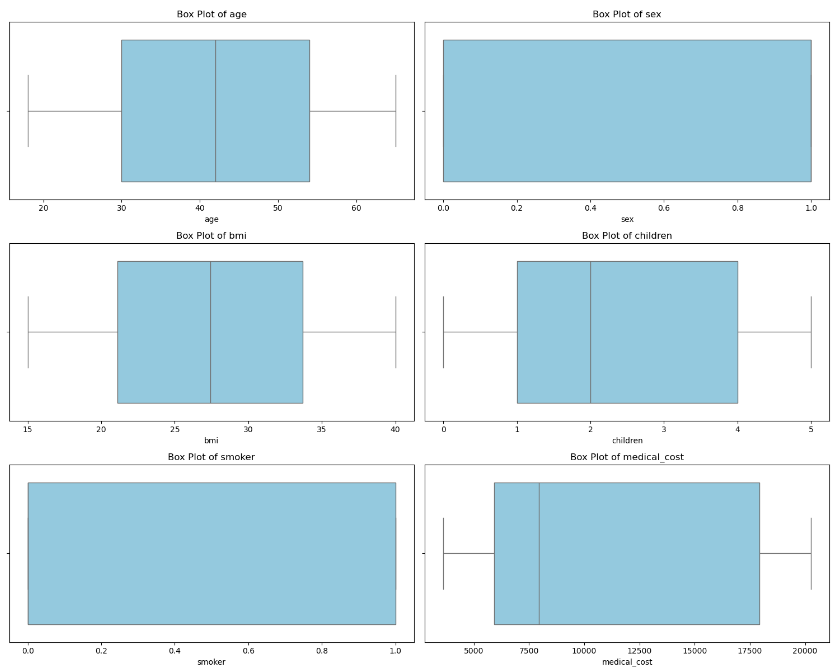 Box Plot of age
20 30 40 50 60
age
Box Plot of sex
0.0 0.2 0.4 0.6 0.8 1.0
sex
Box Plot of bmi
15 20 25 30 35 40
bmi
Box Plot of children
0 1 2 3 4 5
children
Box Plot of smoker
0.0 0.2 0.4 0.6 0.8 1.0
smoker
Box Plot of medical_cost
5000 7500 10000 12500 15000 17500 20000
medical_cost